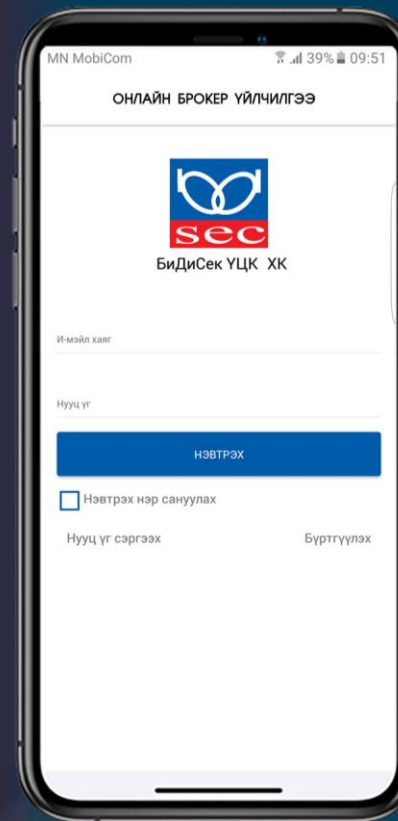 MN MobiCom 39% 09:51
ОНЛАЙН БРОКЕР ҮЙЛЧИЛГЭЭ
sec
БиДиСек ҮЦК ХК
И-мэйл хаяг
Нууц үг
НЭВТРЭХ
Нэвтрэх нэр сануулах
Нууц үг сэргээх Бүртгүүлэх